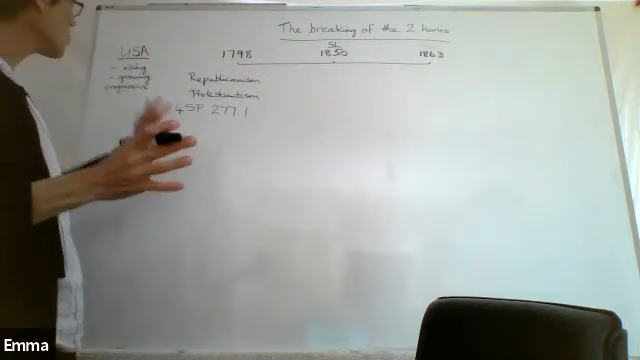 The breaking of the 2 horns
USA
- rising
- growing
progressive
SL
1798 1850 1863
Republicanism
Protestantism
4SP 277.1
Emma